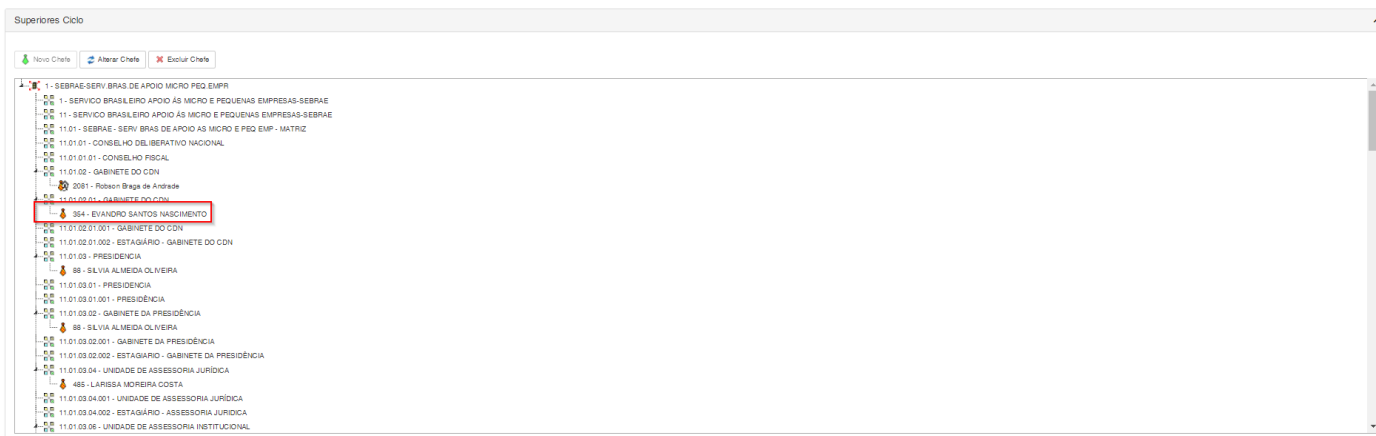 Superiores Ciclo
Novo Chefe Alterar Chefe Excluir Chefe
1 - SEBRAE-SERV.BRAS.DE APOIO MICRO PEQ.EMPR
1 - SERVICO BRASILEIRO APOIO ÀS MICRO E PEQUENAS EMPRESAS-SEBRAE
11 - SERVICO BRASILEIRO APOIO ÀS MICRO E PEQUENAS EMPRESAS-SEBRAE
11.01 - SEBRAE - SERV BRAS DE APOIO AS MICRO E PEQ EMP - MATRIZ
11.01.01 - CONSELHO DELIBERATIVO NACIONAL
11.01.01.01 - CONSELHO FISCAL
11.01.02 - GABINETE DO CDN
2081 - Robson Braga de Andrade
11.01.02.01 - GABINETE DO CDN
354 - EVANDRO SANTOS NASCIMENTO
11.01.02.01.001 - GABINETE DO CDN
11.01.02.01.002 - ESTAGIÁRIO - GABINETE DO CDN
11.01.03 - PRESIDENCIA
88 - SILVIA ALMEIDA OLIVEIRA
11.01.03.01 - PRESIDENCIA
11.01.03.01.001 - PRESIDÊNCIA
11.01.03.02 - GABINETE DA PRESIDÊNCIA
88 - SILVIA ALMEIDA OLIVEIRA
11.01.03.02.001 - GABINETE DA PRESIDÊNCIA
11.01.03.02.002 - ESTAGIARIO - GABINETE DA PRESIDÊNCIA
11.01.03.04 - UNIDADE DE ASSESSORIA JURÍDICA
485 - LARISSA MOREIRA COSTA
11.01.03.04.001 - UNIDADE DE ASSESSORIA JURÍDICA
11.01.03.04.002 - ESTAGIÁRIO - ASSESSORIA JURIDICA
11.01.03.06 - UNIDADE DE ASSESSORIA INSTITUCIONAL